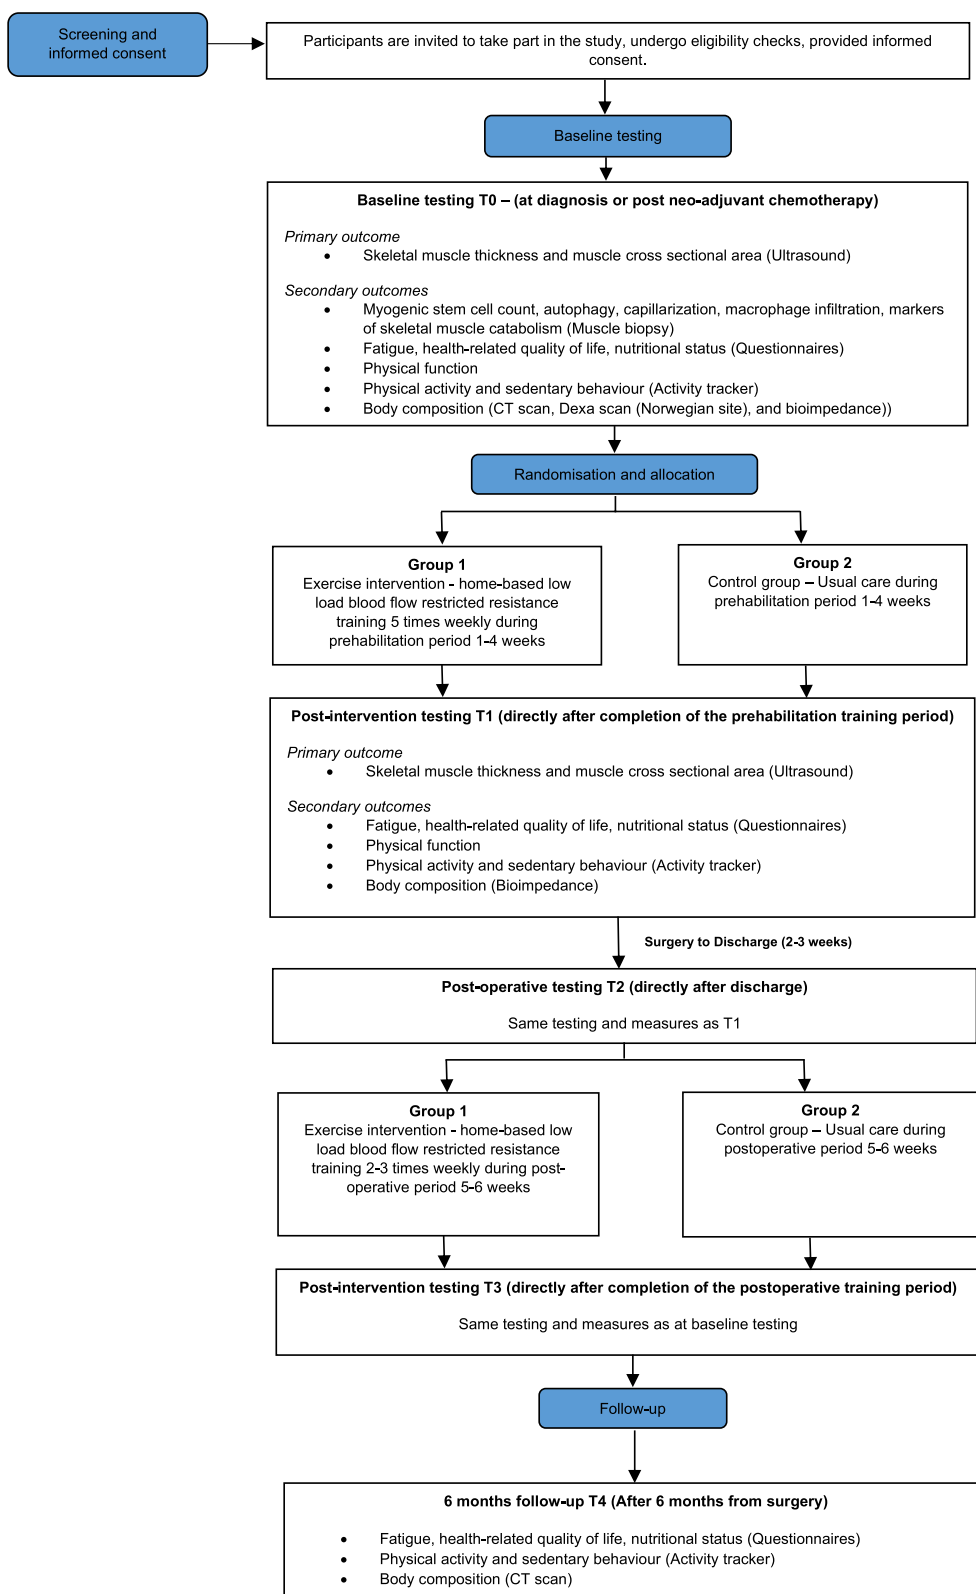 Screening and
informed consent
Participants are invited to take part in the study, undergo eligibility checks, provided informed
consent.
Baseline testing
Baseline testing T0 – (at diagnosis or post neo-adjuvant chemotherapy)
Primary outcome
• Skeletal muscle thickness and muscle cross sectional area (Ultrasound)
Secondary outcomes
• Myogenic stem cell count, autophagy, capillarization, macrophage infiltration, markers
of skeletal muscle catabolism (Muscle biopsy)
• Fatigue, health-related quality of life, nutritional status (Questionnaires)
• Physical function
• Physical activity and sedentary behaviour (Activity tracker)
• Body composition (CT scan, Dexa scan (Norwegian site), and bioimpedance))
Randomisation and allocation
Group 1
Exercise intervention - home-based low
load blood flow restricted resistance
training 5 times weekly during
prehabilitation period 1-4 weeks
Group 2
Control group – Usual care during
prehabilitation period 1-4 weeks
Post-intervention testing T1 (directly after completion of the prehabilitation training period)
Primary outcome
• Skeletal muscle thickness and muscle cross sectional area (Ultrasound)
Secondary outcomes
• Fatigue, health-related quality of life, nutritional status (Questionnaires)
• Physical function
• Physical activity and sedentary behaviour (Activity tracker)
• Body composition (Bioimpedance)
Surgery to Discharge (2-3 weeks)
Post-operative testing T2 (directly after discharge)
Same testing and measures as T1
Group 1
Exercise intervention - home-based low
load blood flow restricted resistance
training 2-3 times weekly during post-
operative period 5-6 weeks
Group 2
Control group – Usual care during
postoperative period 5-6 weeks
Post-intervention testing T3 (directly after completion of the postoperative training period)
Same testing and measures as at baseline testing
Follow-up
6 months follow-up T4 (After 6 months from surgery)
• Fatigue, health-related quality of life, nutritional status (Questionnaires)
• Physical activity and sedentary behaviour (Activity tracker)
• Body composition (CT scan)